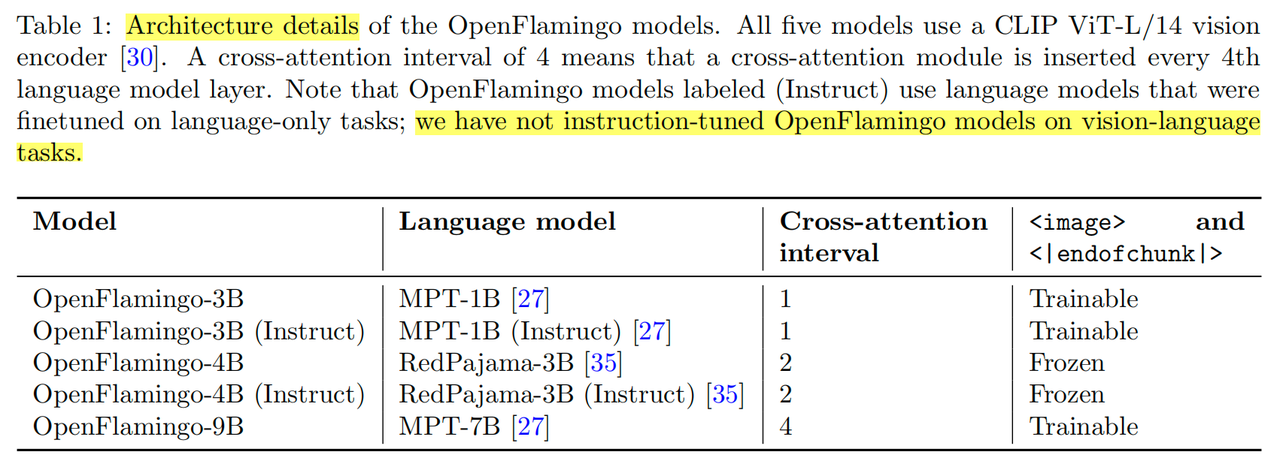 Table 1: Architecture details of the OpenFlamingo models. All five models use a CLIP ViT-L/14 vision
encoder [30]. A cross-attention interval of 4 means that a cross-attention module is inserted every 4th
language model layer. Note that OpenFlamingo models labeled (Instruct) use language models that were
finetuned on language-only tasks; we have not instruction-tuned OpenFlamingo models on vision-language
tasks.
Model Language model Cross-attention interval <image> and <|endofchunk|>
OpenFlamingo-3B MPT-1B [27] 1 Trainable
OpenFlamingo-3B (Instruct) MPT-1B (Instruct) [27] 1 Trainable
OpenFlamingo-4B RedPajama-3B [35] 2 Frozen
OpenFlamingo-4B (Instruct) RedPajama-3B (Instruct) [35] 2 Frozen
OpenFlamingo-9B MPT-7B [27] 4 Trainable